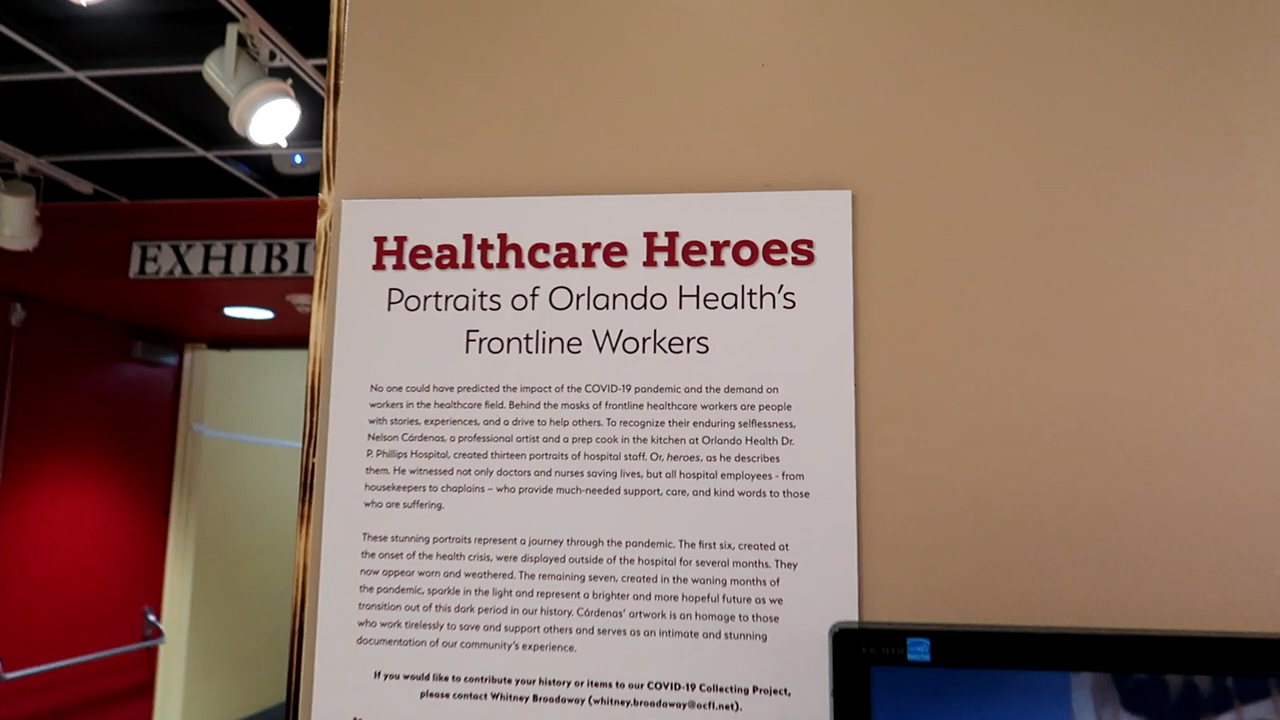 EXHIBI
Healthcare Heroes
Portraits of Orlando Health's
Frontline Workers
No one could have predicted the impact of the COVID-19 pandemic and the demand on
workers in the healthcare field. Behind the masks of frontline healthcare workers are people
with stories, experiences, and a drive to help others. To recognize their enduring selflessness,
Nelson Cárdenas, a professional artist and a prep cook in the kitchen at Orlando Health Dr.
P. Phillips Hospital, created thirteen portraits of hospital staff. Or, heroes, as he describes
them. He witnessed not only doctors and nurses saving lives, but all hospital employees - from
housekeepers to chaplains – who provide much-needed support, care, and kind words to those
who are suffering.
These stunning portraits represent a journey through the pandemic. The first six, created at
the onset of the health crisis, were displayed outside of the hospital for several months. They
now appear worn and weathered. The remaining seven, created in the waning months of
the pandemic, sparkle in the light and represent a brighter and more hopeful future as we
transition out of this dark period in our history. Cárdenas' artwork is an homage to those
who work tirelessly to save and support others and serves as an intimate and stunning
documentation of our community's experience.
If you would like to contribute your history or items to our COVID-19 Collecting Project,
please contact Whitney Broadaway (whitney.broadaway@ocfl.net).